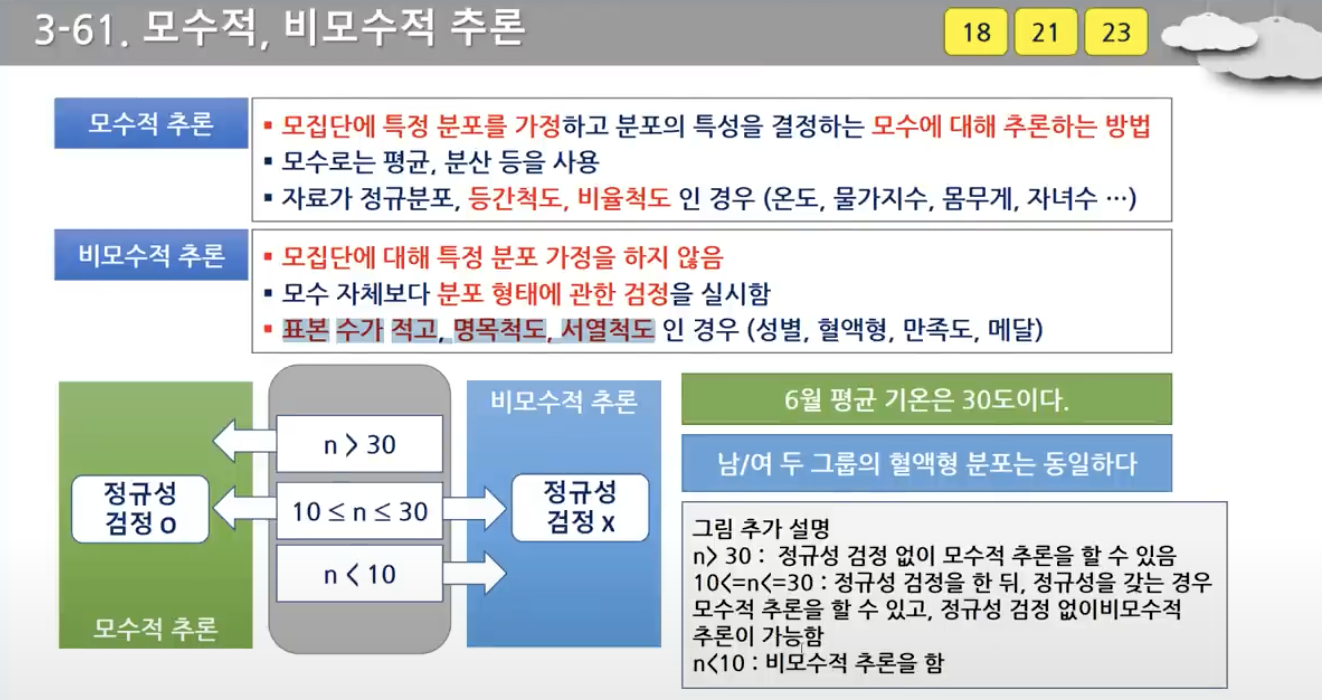 3-61. 모수적, 비모수적 추론
18 21 23
모수적 추론
▪ 모집단에 특정 분포를 가정하고 분포의 특성을 결정하는 모수에 대해 추론하는 방법
▪ 모수로는 평균, 분산 등을 사용
▪ 자료가 정규분포, 등간척도, 비율척도 인 경우 (온도, 물가지수, 몸무게, 자녀수 …)
비모수적 추론
▪ 모집단에 대해 특정 분포 가정을 하지 않음
▪ 모수 자체보다 분포 형태에 관한 검정을 실시함
▪ 표본 수가 적고, 명목척도, 서열척도 인 경우 (성별, 혈액형, 만족도, 메달)
정규성
검정 O
모수적 추론
n > 30
10 ≤ n ≤ 30
n < 10
비모수적 추론
정규성
검정 X
6월 평균 기온은 30도이다.
남/여 두 그룹의 혈액형 분포는 동일하다
그림 추가 설명
n> 30 : 정규성 검정 없이 모수적 추론을 할 수 있음
10<=n<=30 : 정규성 검정을 한 뒤, 정규성을 갖는 경우
모수적 추론을 할 수 있고, 정규성 검정 없이비모수적
추론이 가능함
n<10 : 비모수적 추론을 함